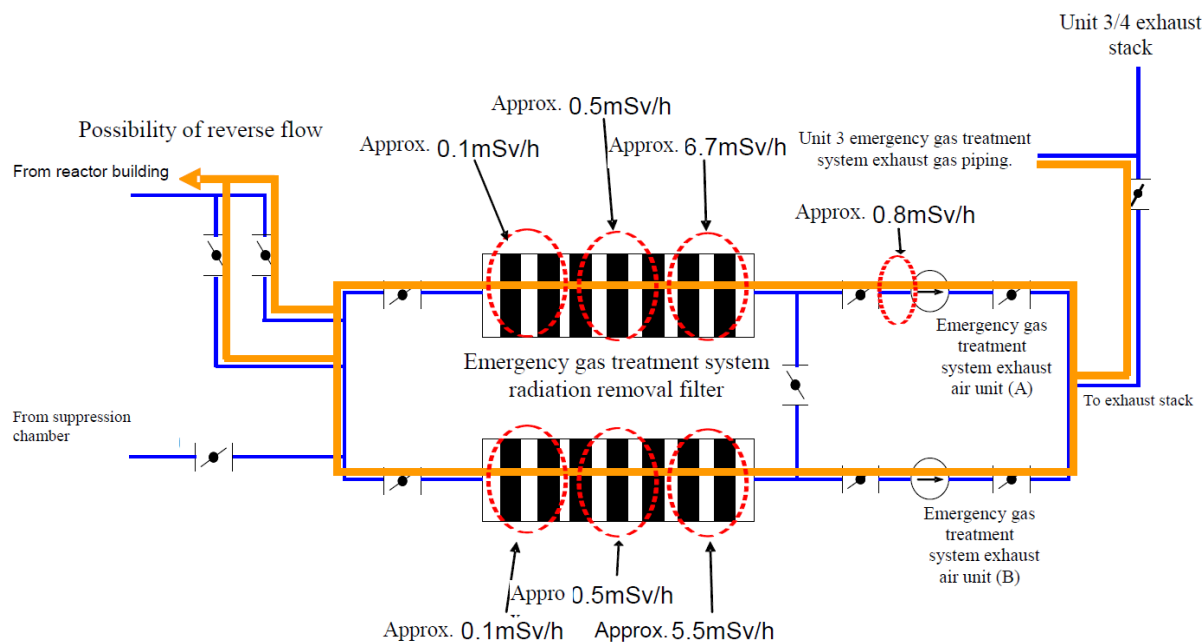 Unit 3/4 exhaust
stack
Approx. 0.5mSv/h
Possibility of reverse flow
Approx. 0.1mSv/h
Approx. 6.7mSv/h
Unit 3 emergency gas treatment
system exhaust gas piping.
From reactor building
Approx. 0.8mSv/h
Emergency gas treatment system
radiation removal filter
Emergency gas
treatment
system exhaust
air unit (A)
To exhaust stack
From suppression
chamber
Emergency gas
treatment
system exhaust
air unit (B)
Appro 0.5mSv/h
Approx. 0.1mSv/h
Approx. 5.5mSv/h